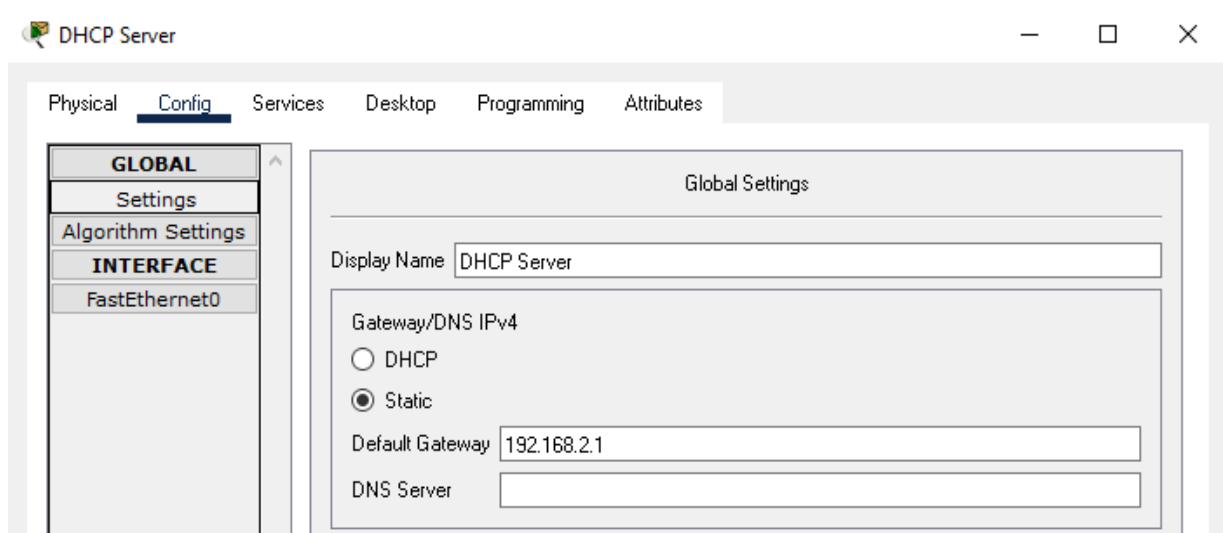 DHCP Server
Physical Config Services Desktop Programming Attributes
GLOBAL
Settings
Algorithm Settings
INTERFACE
FastEthernet0
Global Settings
Display Name DHCP Server
Gateway/DNS IPv4
DHCP
Static
Default Gateway 192.168.2.1
DNS Server